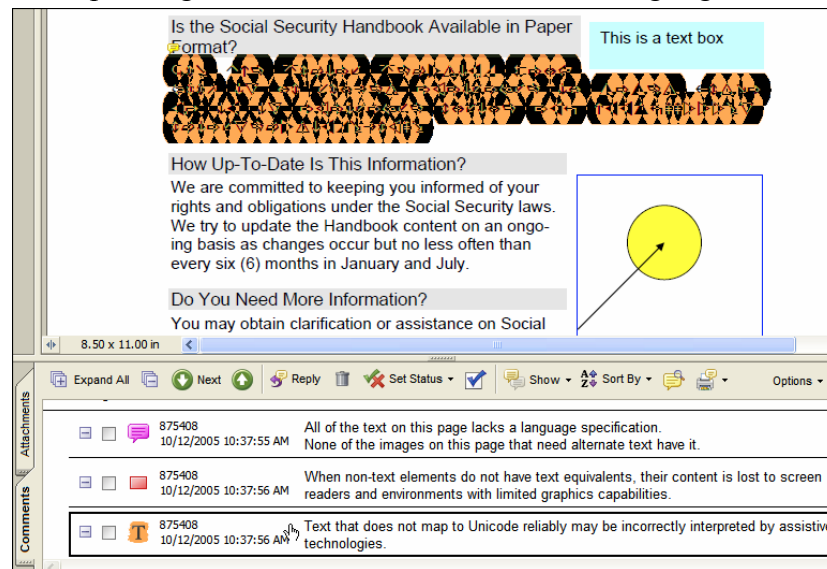 Is the Social Security Handbook Available in Paper
Format?
This is a text box
How Up-To-Date Is This Information?
We are committed to keeping you informed of your
rights and obligations under the Social Security laws.
We try to update the Handbook content on an ongo-
ing basis as changes occur but no less often than
every six (6) months in January and July.
Do You Need More Information?
You may obtain clarification or assistance on Social
8.50 x 11.00 in
Expand All Next Reply Set Status Show Sort By Options
Attachments
Comments
875408
10/12/2005 10:37:55 AM
All of the text on this page lacks a language specification.
None of the images on this page that need alternate text have it.
875408
10/12/2005 10:37:56 AM
When non-text elements do not have text equivalents, their content is lost to screen
readers and environments with limited graphics capabilities.
875408
10/12/2005 10:37:56 AM
Text that does not map to Unicode reliably may be incorrectly interpreted by assistive
technologies.